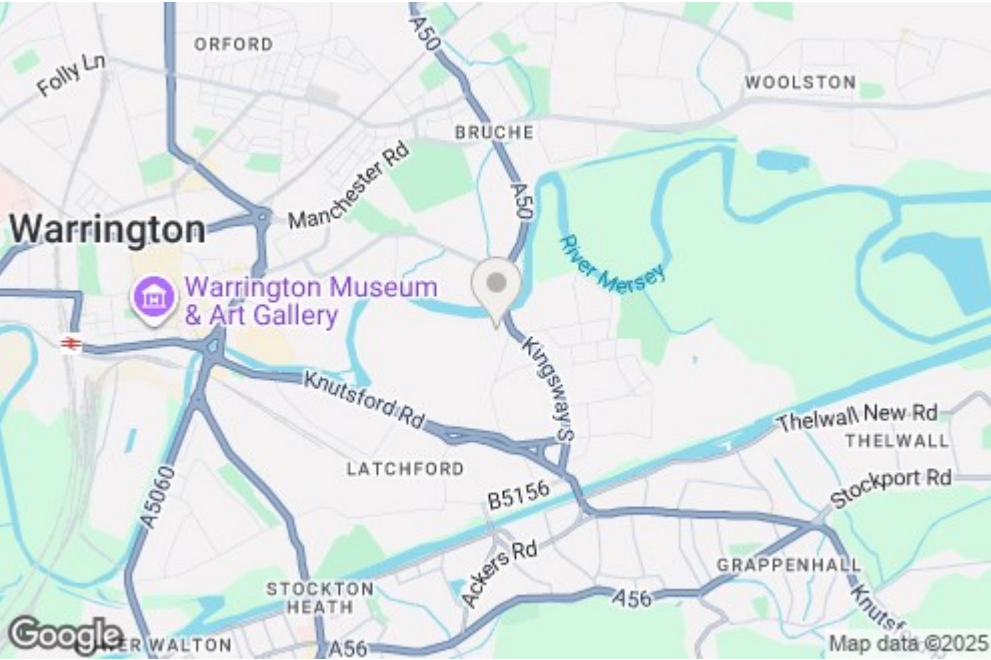 A50
ORFORD
Folly Ln
WOOLSTON
BRUCHE
Manchester Rd
A50
Warrington
River Mersey
Warrington Museum
& Art Gallery
Kingsway S
Knutsford Rd
Thelwall New Rd
THELWALL
LATCHFORD
Stockport Rd
A5060
B5156
Ackers Rd
GRAPPENHALL
STOCKTON
HEATH
A56
Google
WALTON
A56
Map data ©2025